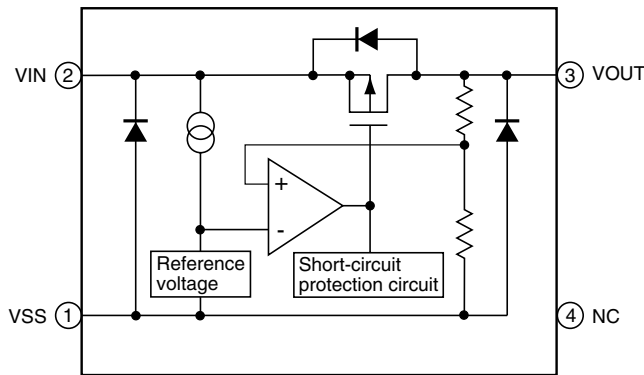 VIN 2
3 VOUT
+
-
Reference
voltage
Short-circuit
protection circuit
VSS 1
4 NC